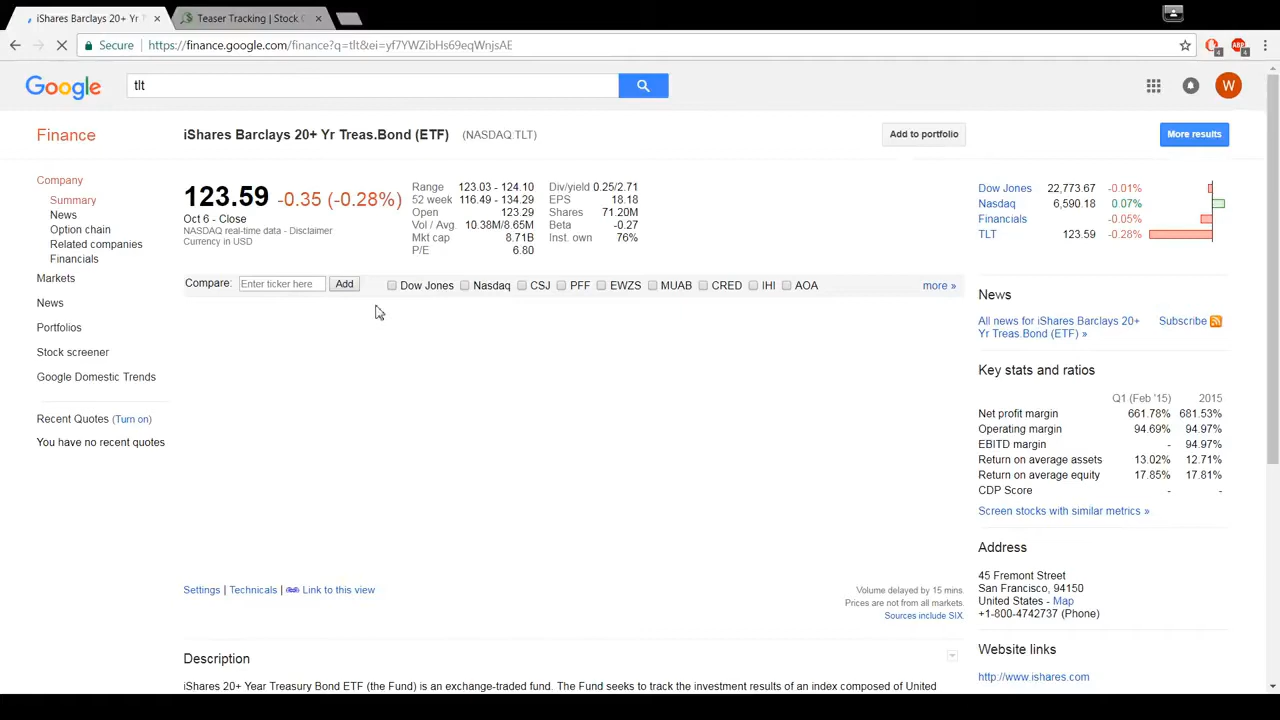 iShares Barclays 20+ Yr T
Teaser Tracking | Stock G
Secure
https://finance.google.com/finance?q=tlt&ei=yf7YWZibHs69eqWnjsAE
4
ABP
4
Google
tlt
W
Finance
iShares Barclays 20+ Yr Treas.Bond (ETF) (NASDAQ:TLT)
Add to portfolio
More results
Company
Summary
News
Option chain
Related companies
Financials
Markets
News
Portfolios
Stock screener
Google Domestic Trends
Recent Quotes (Turn on)
You have no recent quotes
123.59 -0.35 (-0.28%)
Oct 6 - Close
NASDAQ real-time data - Disclaimer
Currency in USD
Range 123.03 - 124.10
52 week 116.49 - 134.29
Open 123.29
Vol / Avg. 10.38M/8.65M
Mkt cap 8.71B
P/E 6.80
Div/yield 0.25/2.71
EPS 18.18
Shares 71.20M
Beta -0.27
Inst. own 76%
Compare: Enter ticker here Add Dow Jones Nasdaq CSJ PFF EWZS MUAB CRED IHI AOA more »
Settings | Technicals | Link to this view
Volume delayed by 15 mins.
Prices are not from all markets.
Sources include SIX.
Description
iShares 20+ Year Treasury Bond ETF (the Fund) is an exchange-traded fund. The Fund seeks to track the investment results of an index composed of United
Dow Jones 22,773.67 -0.01%
Nasdaq 6,590.18 0.07%
Financials -0.05%
TLT 123.59 -0.28%
News
All news for iShares Barclays 20+
Yr Treas.Bond (ETF) »
Subscribe
Key stats and ratios
Q1 (Feb '15) 2015
Net profit margin 661.78% 681.53%
Operating margin 94.69% 94.97%
EBITD margin - 94.97%
Return on average assets 13.02% 12.71%
Return on average equity 17.85% 17.81%
CDP Score - -
Screen stocks with similar metrics »
Address
45 Fremont Street
San Francisco, 94150
United States - Map
+1-800-4742737 (Phone)
Website links
http://www.ishares.com